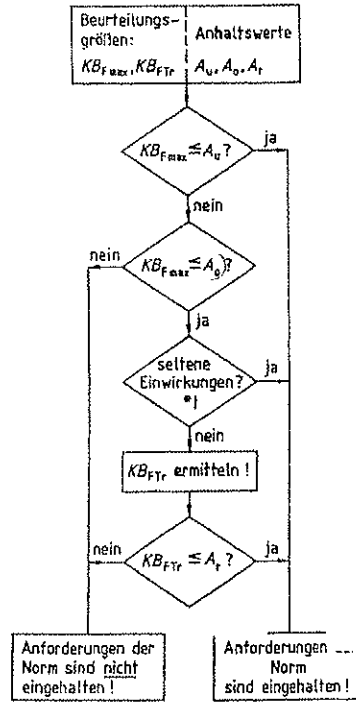 Beurteilungs-
größen:
Anhaltswerte
KB_Fmax, KB_FTr
A_u, A_o, A_r
KB_Fmax ≤ A_u ?
ja
nein
nein
KB_Fmax ≤ A_o)?
ja
seltene
Einwirkungen?
*)
ja
nein
KB_FTr ermitteln !
nein
KB_FTr ≤ A_r ?
ja
Anforderungen der
Norm sind nicht
eingehalten !
Anforderungen
Norm
sind eingehalten !